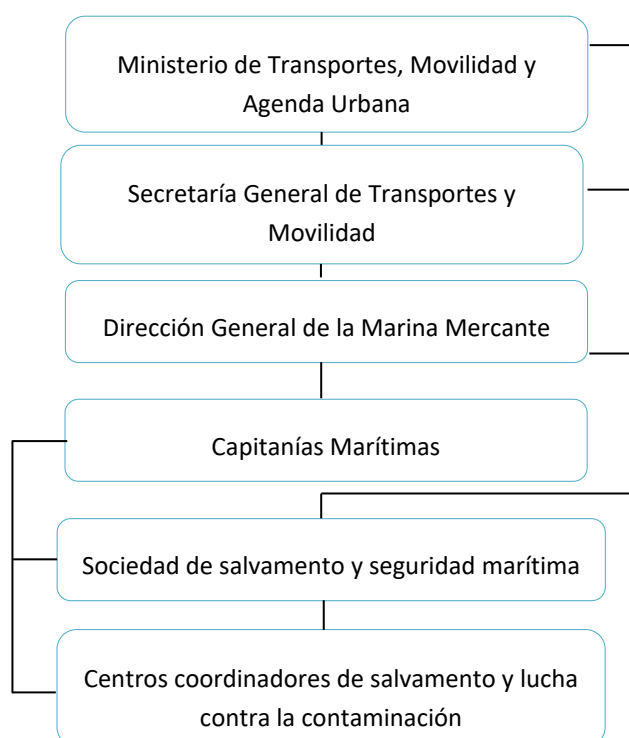 Ministerio de Transportes, Movilidad y
Agenda Urbana
Secretaría General de Transportes y
Movilidad
Dirección General de la Marina Mercante
Capitanías Marítimas
Sociedad de salvamento y seguridad marítima
Centros coordinadores de salvamento y lucha
contra la contaminación